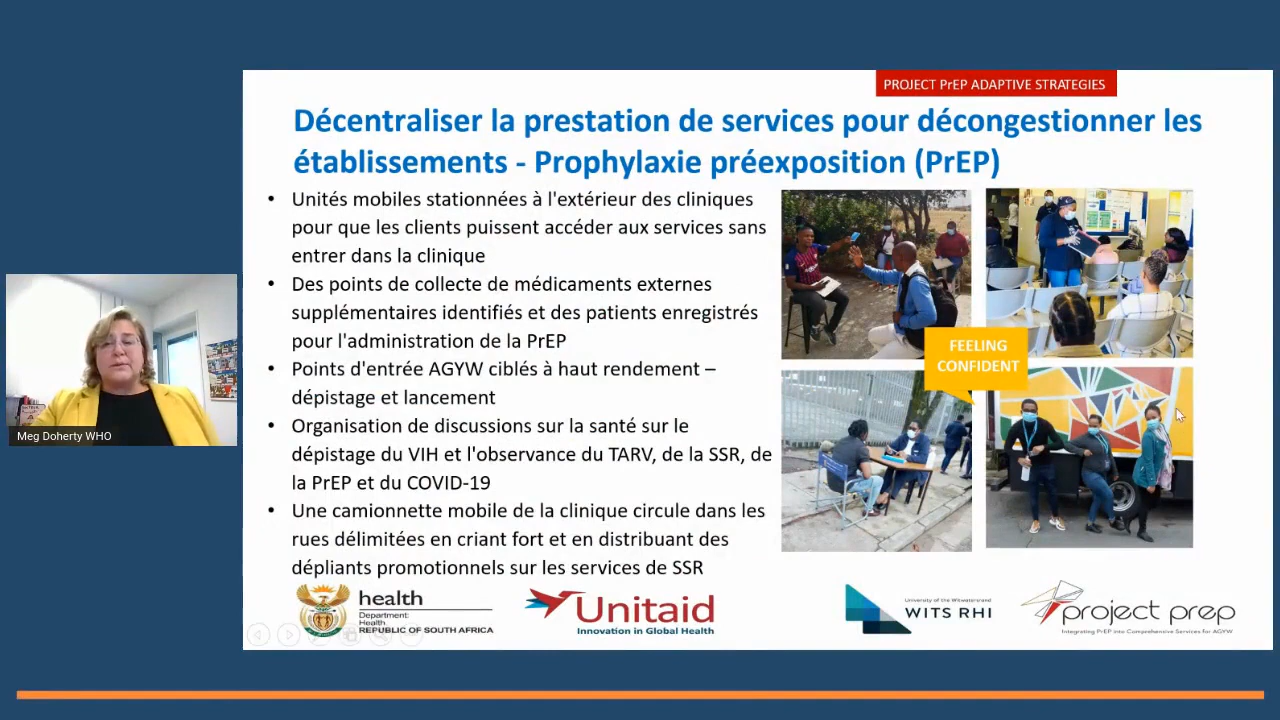 PROJECT PrEP ADAPTIVE STRATEGIES
Décentraliser la prestation de services pour décongestionner les
établissements - Prophylaxie préexposition (PrEP)
• Unités mobiles stationnées à l'extérieur des cliniques
pour que les clients puissent accéder aux services sans
entrer dans la clinique
• Des points de collecte de médicaments externes
supplémentaires identifiés et des patients enregistrés
pour l'administration de la PrEP
• Points d'entrée AGYW ciblés à haut rendement –
dépistage et lancement
• Organisation de discussions sur la santé sur le
dépistage du VIH et l'observance du TARV, de la SSR, de
la PrEP et du COVID-19
• Une camionnette mobile de la clinique circule dans les
rues délimitées en criant fort et en distribuant des
dépliants promotionnels sur les services de SSR
FEELING
CONFIDENT
Meg Doherty WHO
health
Department:
Health
REPUBLIC OF SOUTH AFRICA
Unitaid
Innovation in Global Health
University of the Witwatersrand
WITS RHI
project prep
Integrating PrEP into Comprehensive Services for AGYW